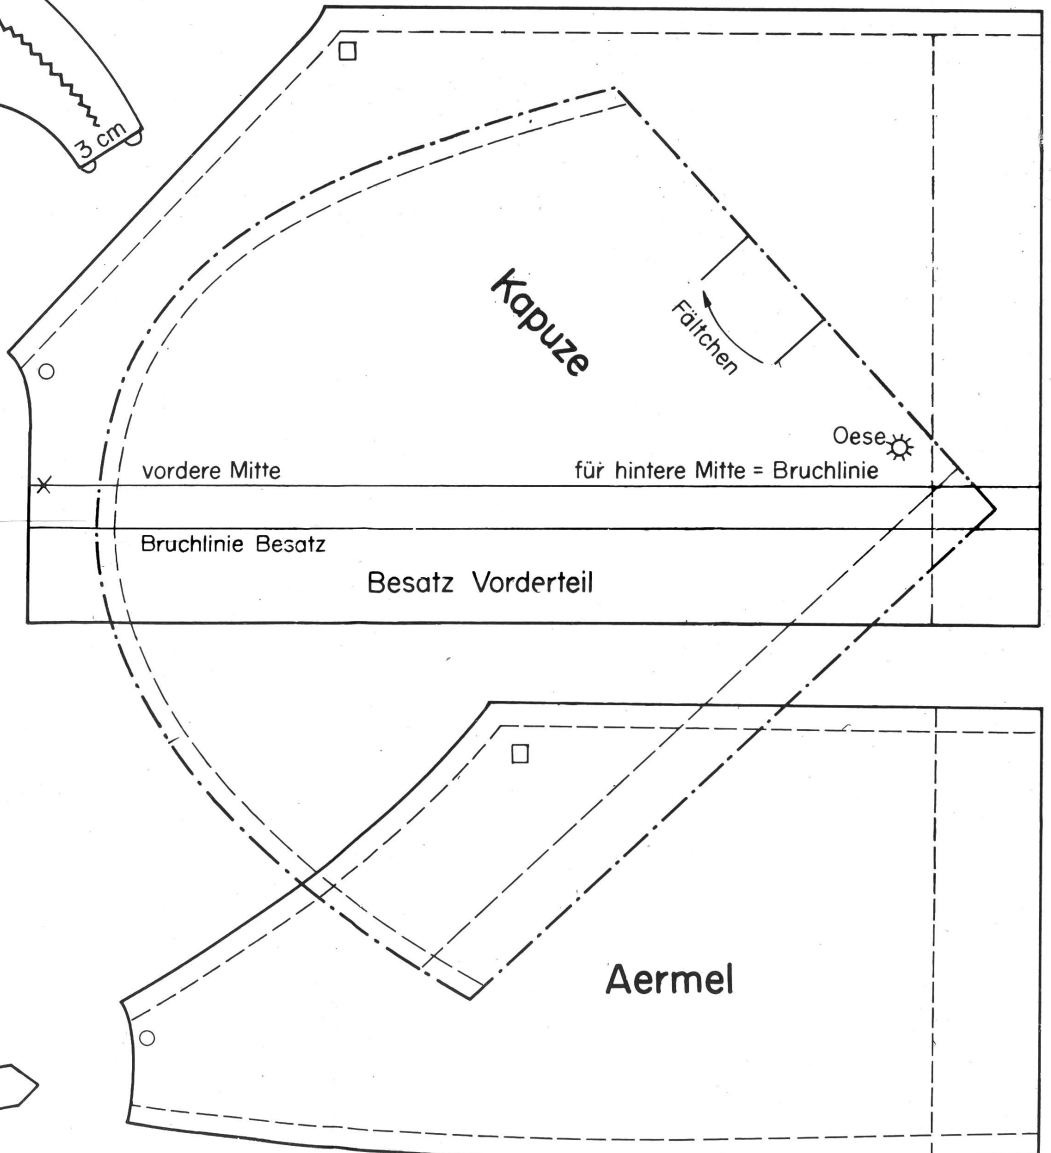 3 cm
Kapuze
Fältchen
Oese
vordere Mitte
für hintere Mitte = Bruchlinie
Bruchlinie Besatz
Besatz Vorderteil
Aermel